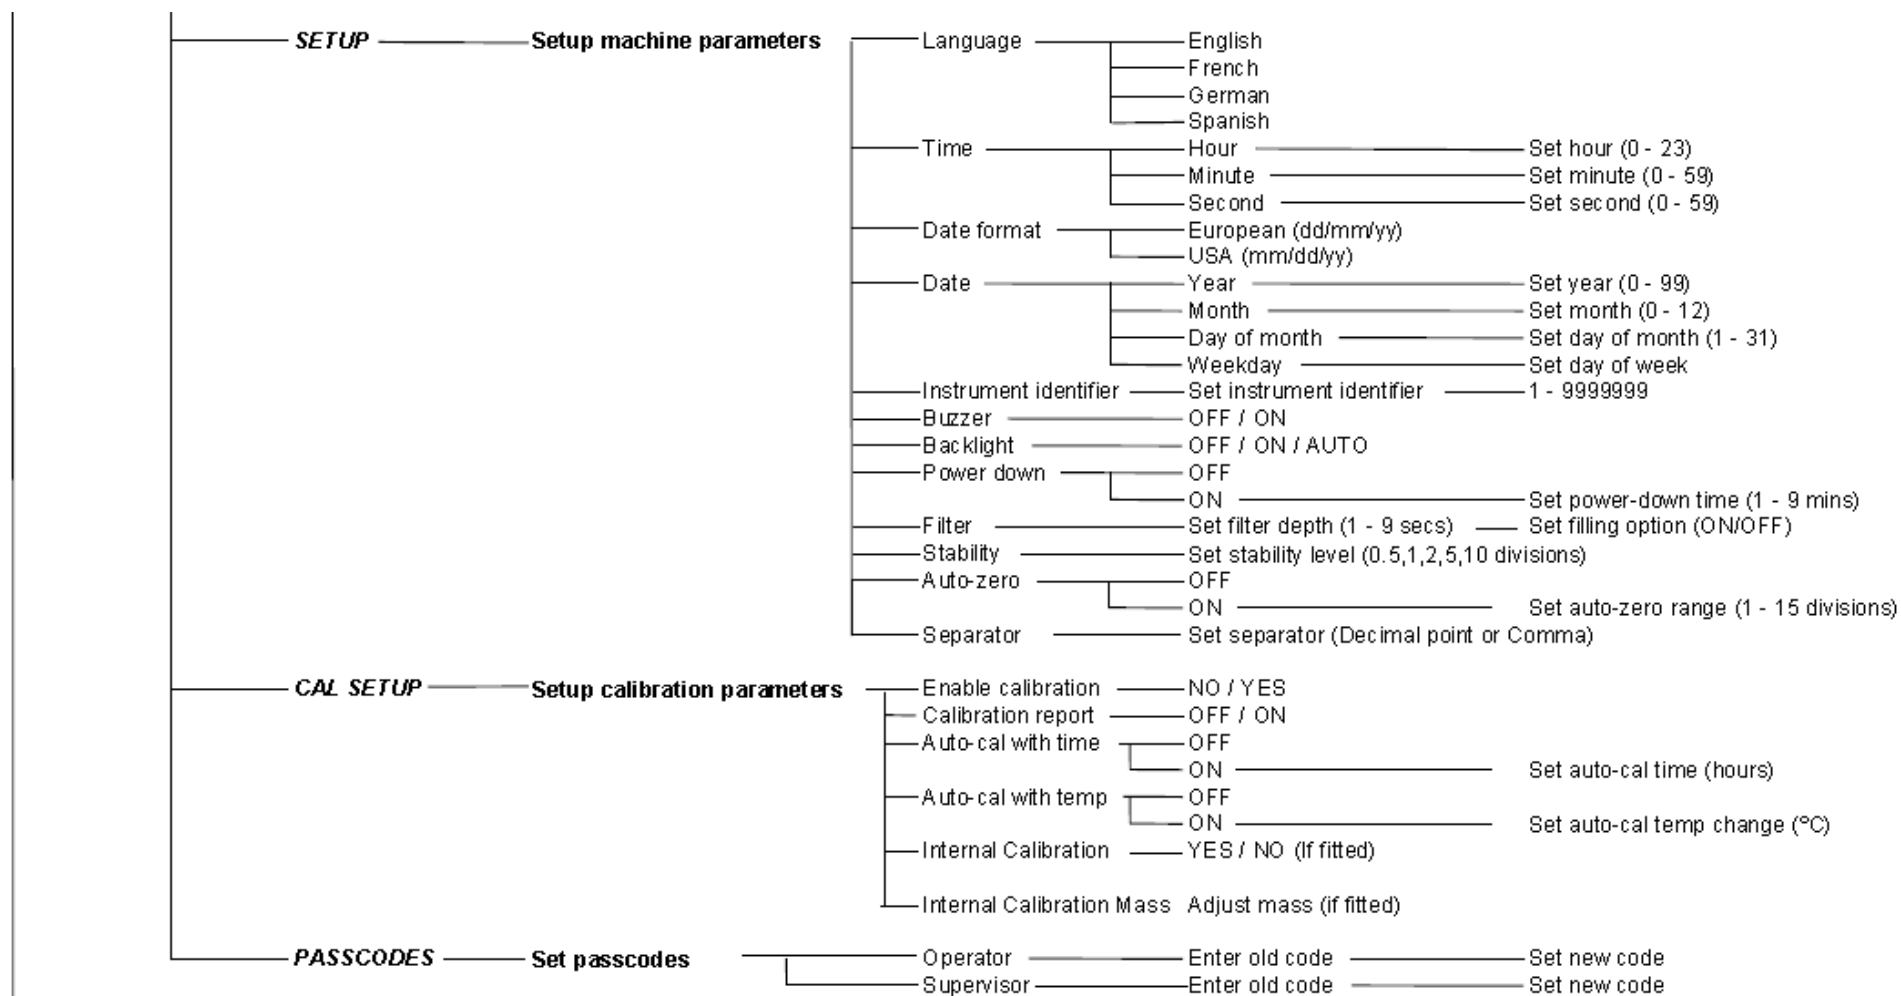 SETUP Setup machine parameters Language English
French
German
Spanish
Time Hour Set hour (0 - 23)
Minute Set minute (0 - 59)
Second Set second (0 - 59)
Date format European (dd/mm/yy)
USA (mm/dd/yy)
Date Year Set year (0 - 99)
Month Set month (0 - 12)
Day of month Set day of month (1 - 31)
Weekday Set day of week
Instrument identifier Set instrument identifier 1 - 9999999
Buzzer OFF / ON
Backlight OFF / ON / AUTO
Power down OFF
ON Set power-down time (1 - 9 mins)
Filter Set filter depth (1 - 9 secs) Set filling option (ON/OFF)
Stability Set stability level (0.5,1,2,5,10 divisions)
Auto-zero OFF
ON Set auto-zero range (1 - 15 divisions)
Separator Set separator (Decimal point or Comma)
CAL SETUP Setup calibration parameters Enable calibration NO / YES
Calibration report OFF / ON
Auto-cal with time OFF
ON Set auto-cal time (hours)
Auto-cal with temp OFF
ON Set auto-cal temp change (°C)
Internal Calibration YES / NO (If fitted)
Internal Calibration Mass Adjust mass (if fitted)
PASSCODES Set passcodes Operator Enter old code Set new code
Supervisor Enter old code Set new code